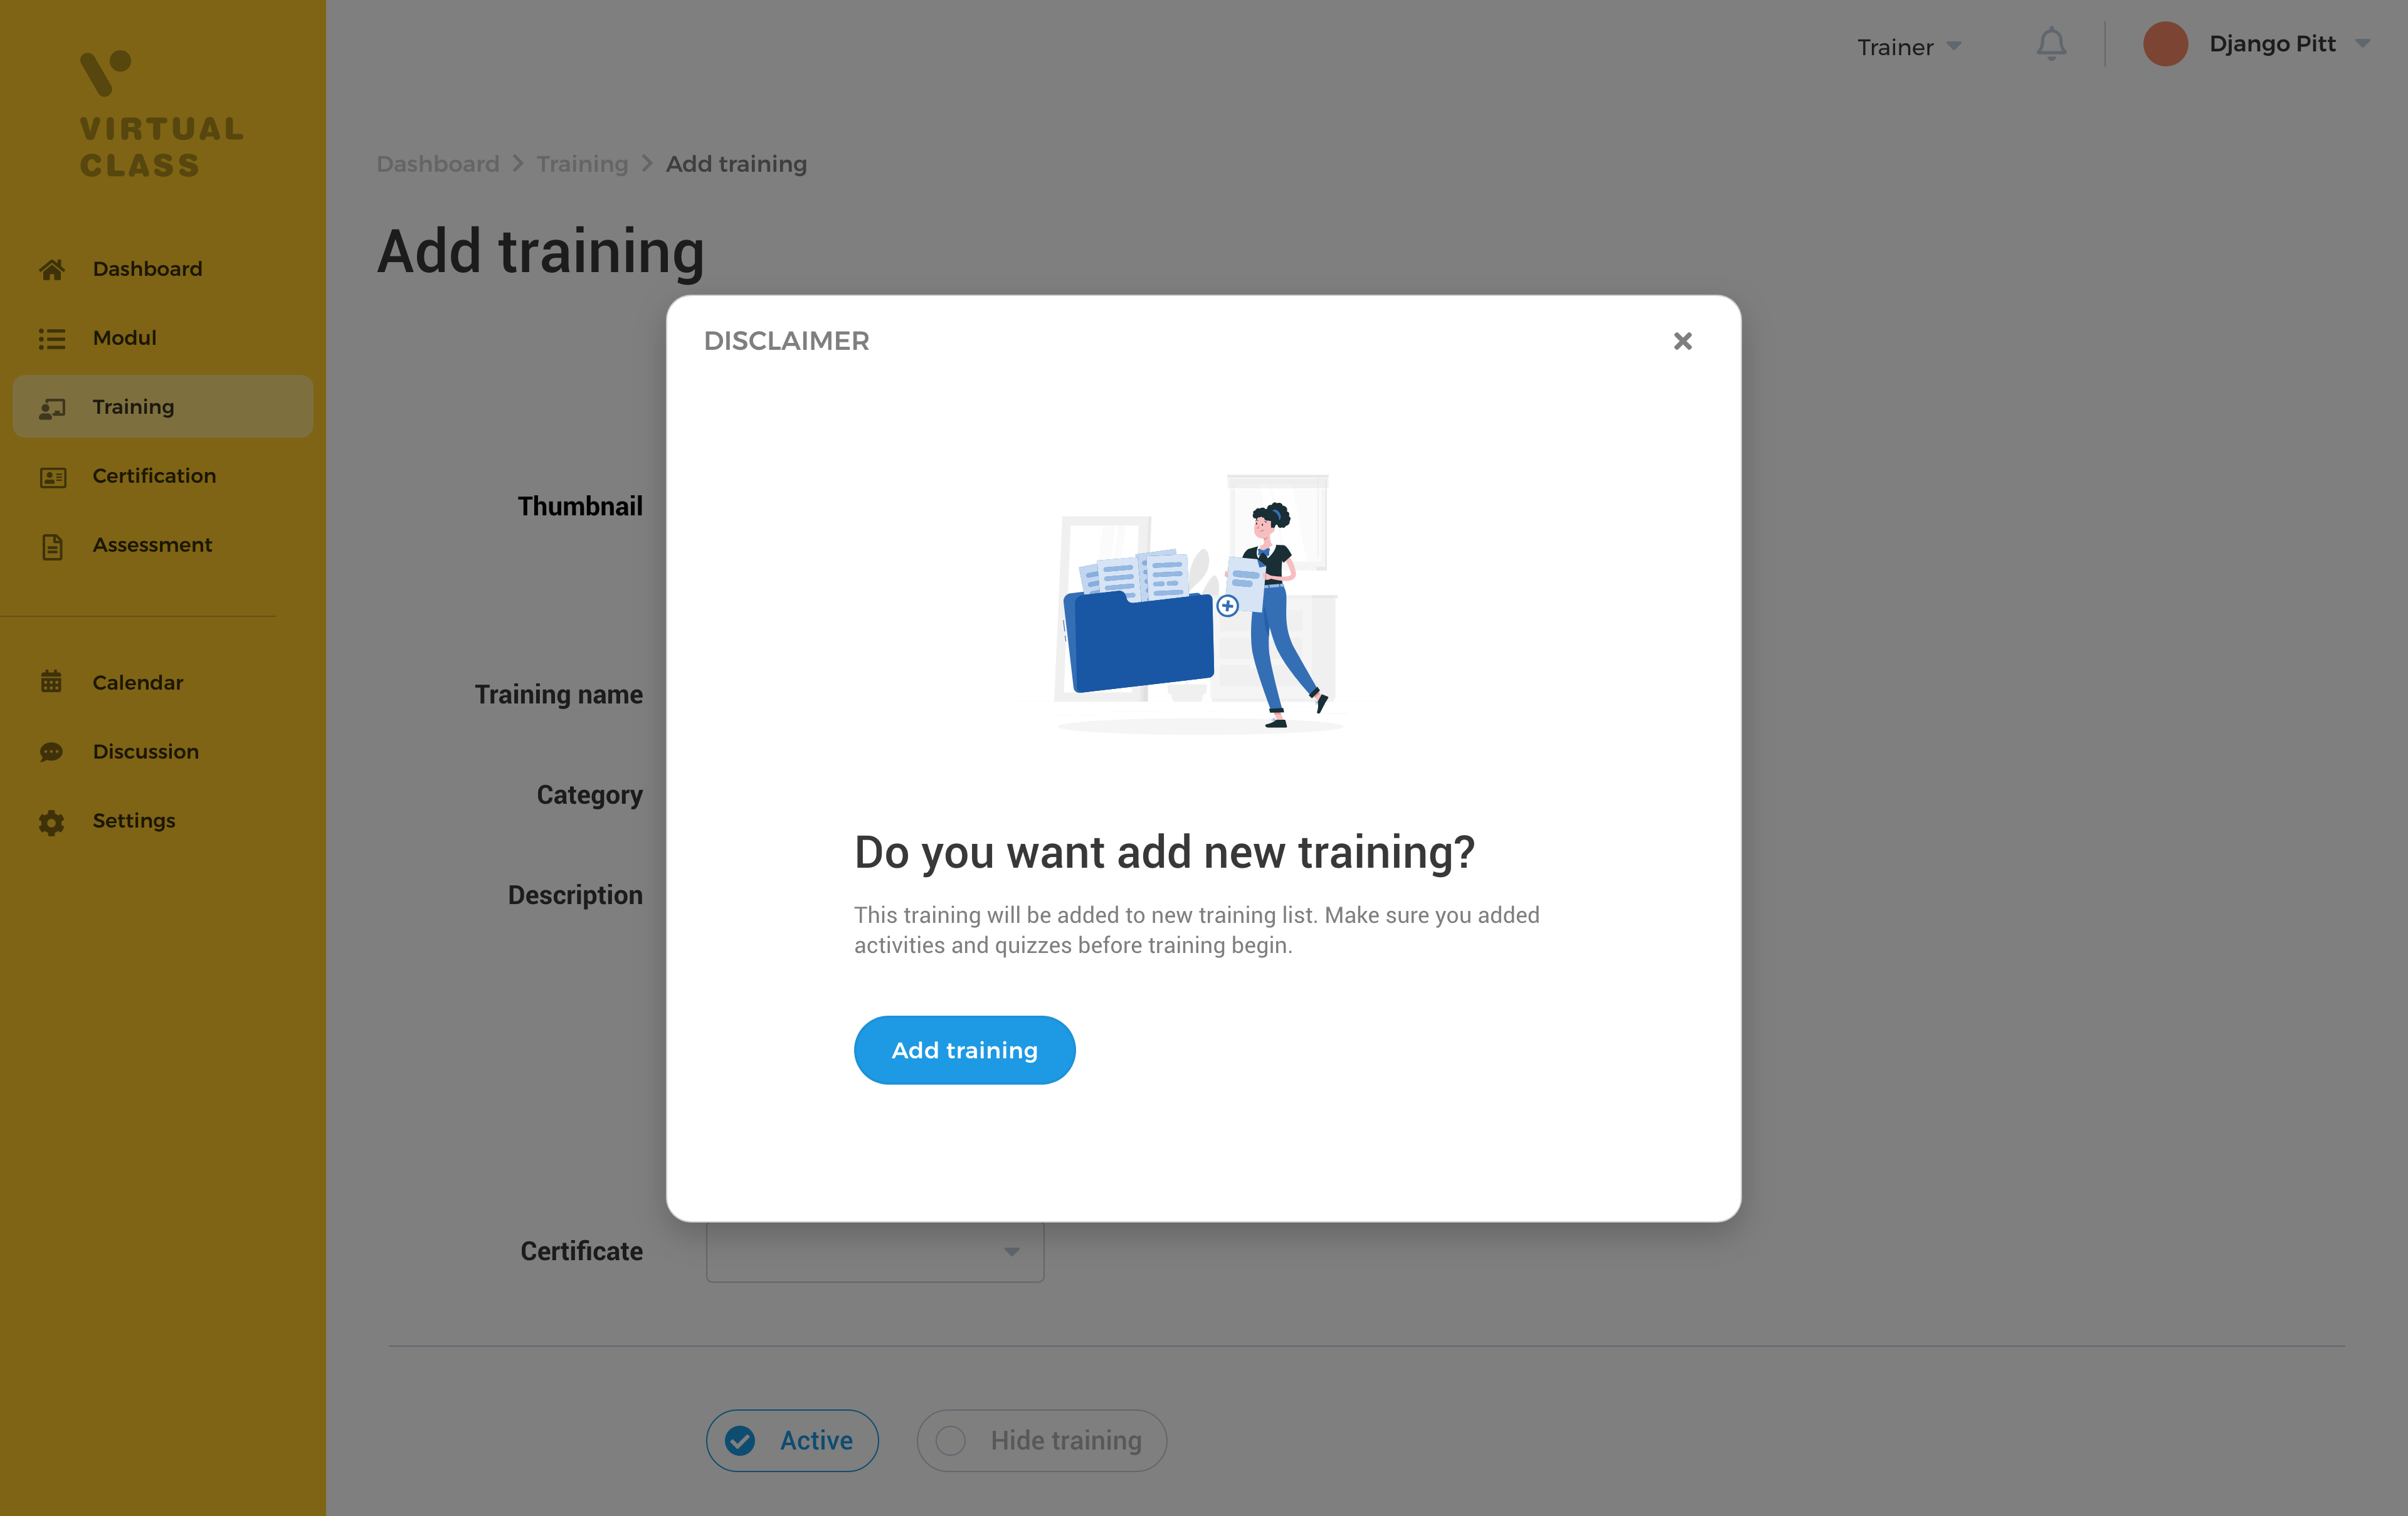 VIRTUAL
CLASS
Dashboard
Modul
Training
Certification
Assessment
Calendar
Discussion
Settings
Trainer
Django Pitt
Dashboard > Training > Add training
Add training
Thumbnail
Training name
Category
Description
Certificate
Active
Hide training
DISCLAIMER
Do you want add new training?
This training will be added to new training list. Make sure you added
activities and quizzes before training begin.
Add training